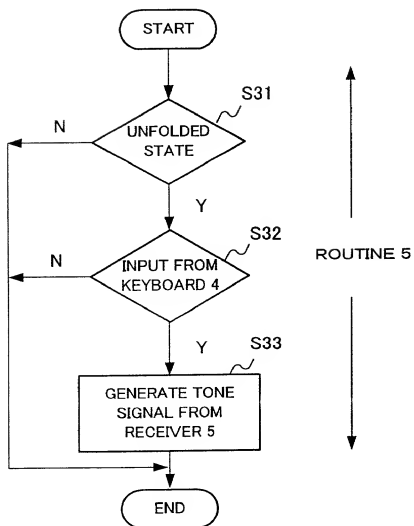 START
S31
N
UNFOLDED
STATE
Y
S32
N
INPUT FROM
KEYBOARD 4
ROUTINE 5
Y
S33
GENERATE TONE
SIGNAL FROM
RECEIVER 5
END